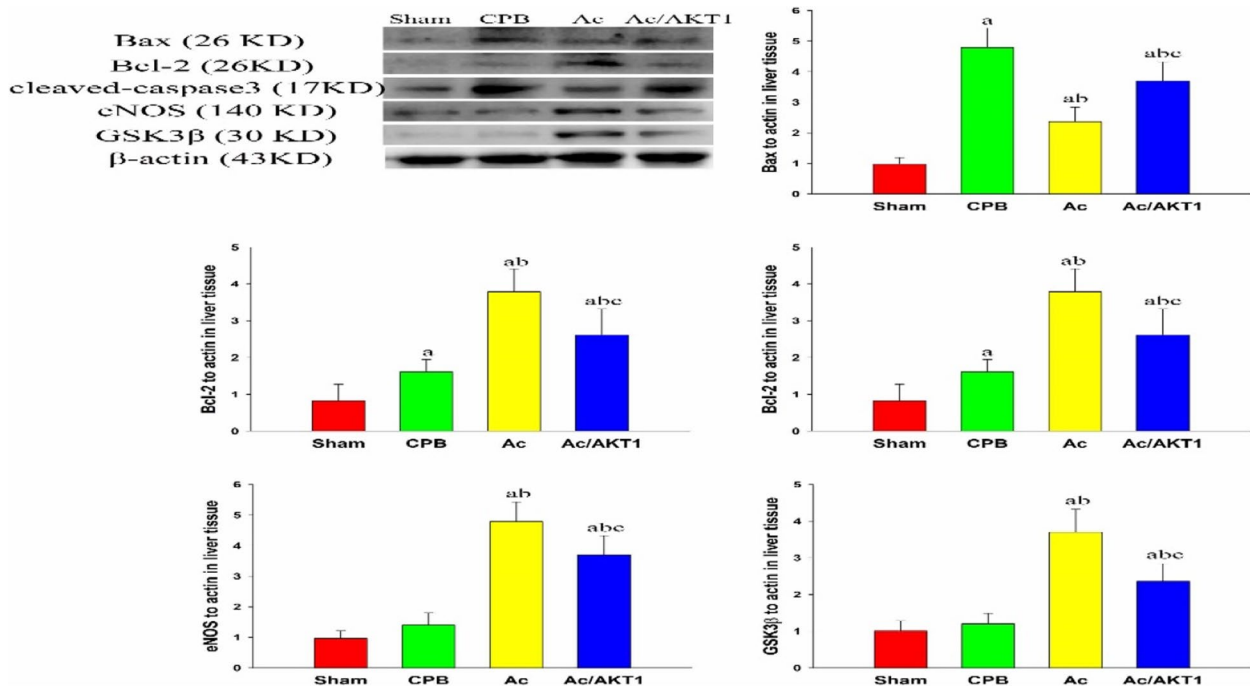 Sham CPB Ac Ac/AKT1
Bax (26 KD)
Bcl-2 (26KD)
cleaved-caspase3 (17KD)
eNOS (140 KD)
GSK3β (30 KD)
β-actin (43KD)
Bax to actin in liver tissue
6
5
4
3
2
1
0
a
ab
abc
Sham CPB Ac Ac/AKT1
Bcl-2 to actin in liver tissue
5
4
3
2
1
0
a
ab
abc
Sham CPB Ac Ac/AKT1
Bcl-2 to actin in liver tissue
5
4
3
2
1
0
a
ab
abc
Sham CPB Ac Ac/AKT1
eNOS to actin in liver tissue
6
5
4
3
2
1
0
ab
abc
Sham CPB Ac Ac/AKT1
GSK3β to actin in liver tissue
5
4
3
2
1
0
ab
abc
Sham CPB Ac Ac/AKT1